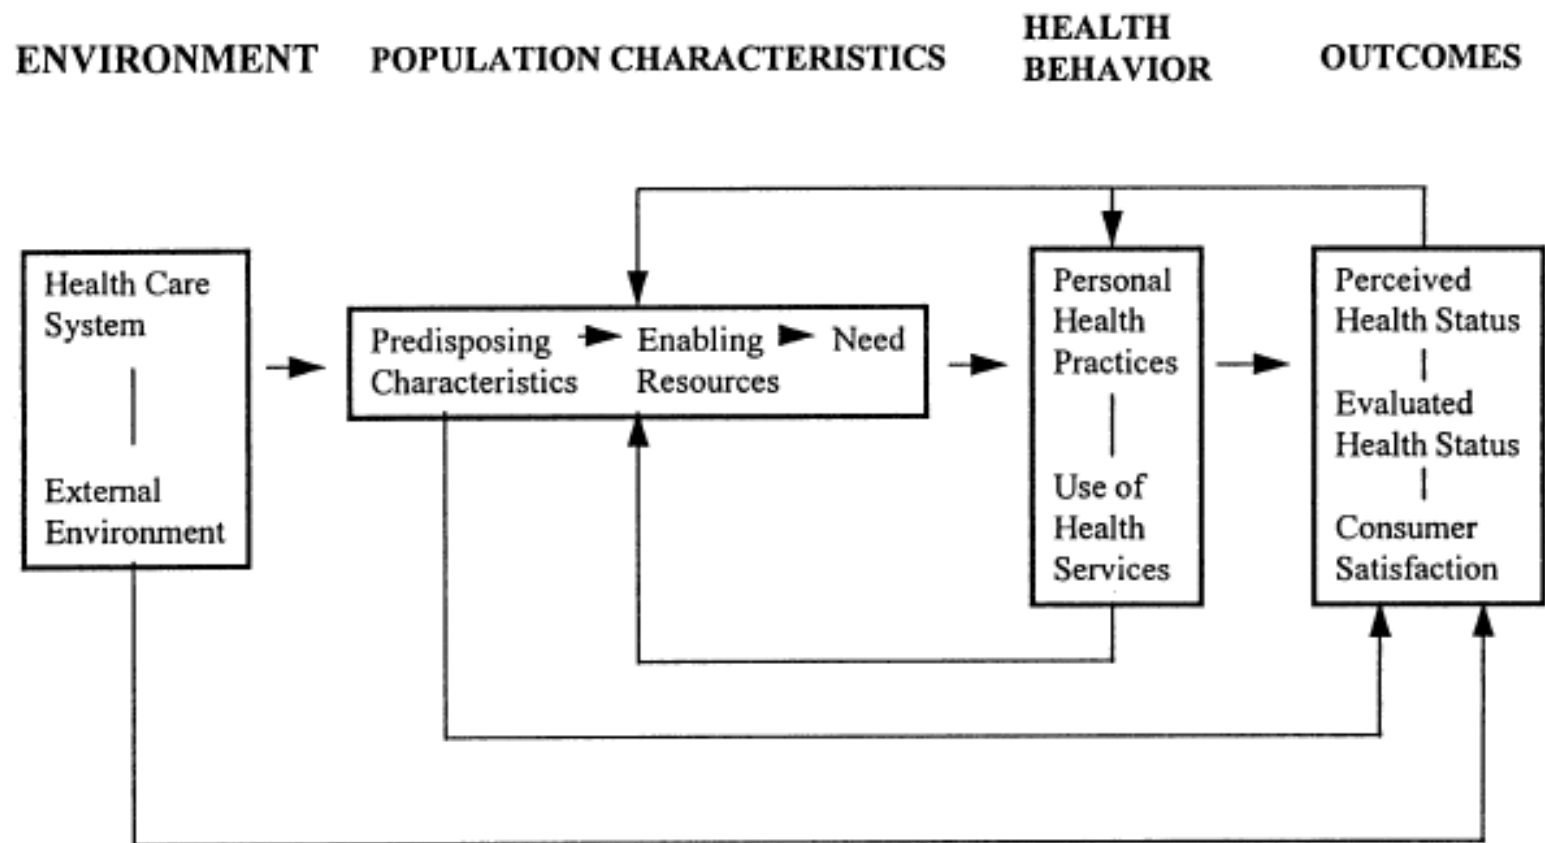 ENVIRONMENT
POPULATION CHARACTERISTICS
HEALTH
BEHAVIOR
OUTCOMES
Health Care
System
External
Environment
Predisposing
Characteristics
Enabling
Resources
Need
Personal
Health
Practices
Use of
Health
Services
Perceived
Health Status
Evaluated
Health Status
Consumer
Satisfaction